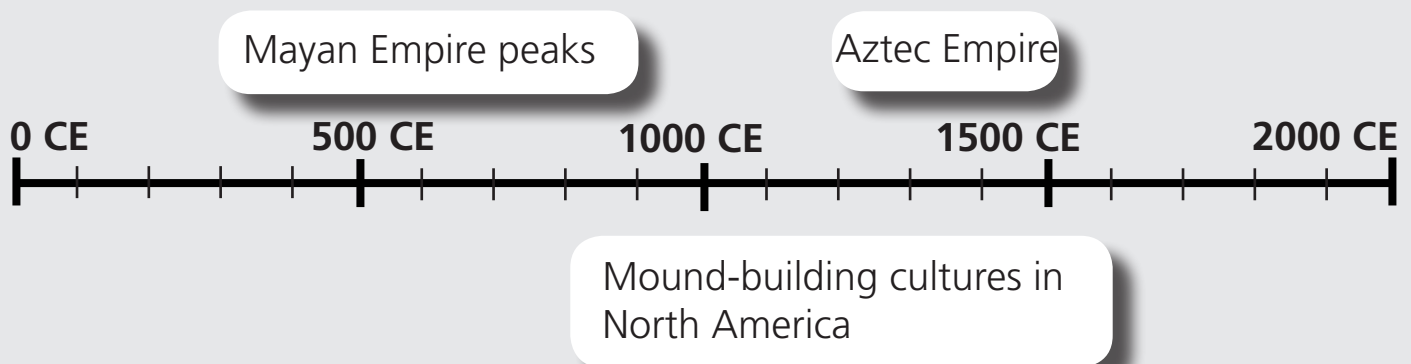 Mayan Empire peaks
Aztec Empire
0 CE 500 CE 1000 CE 1500 CE 2000 CE
Mound-building cultures in
North America